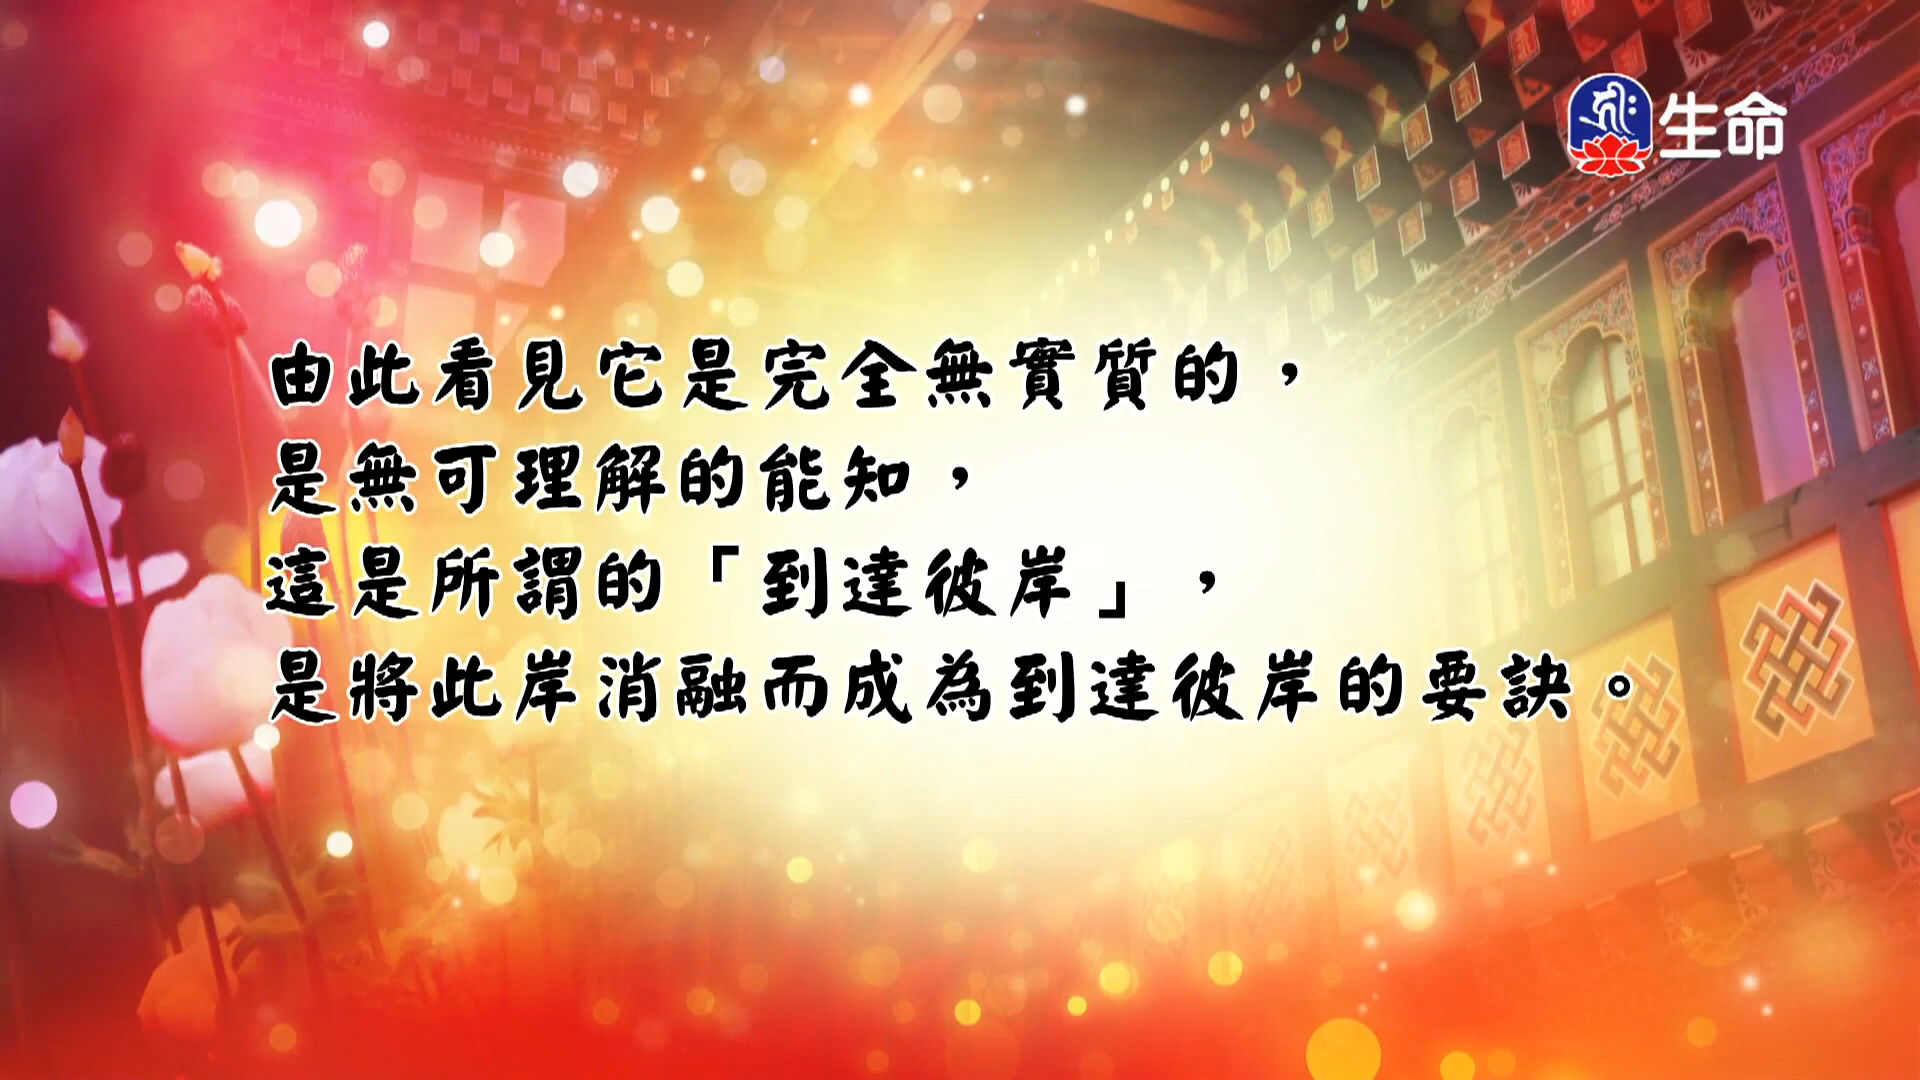 生命
由此看見它是完全無實質的，
是無可理解的能知，
這是所謂的「到達彼岸」，
是將此岸消融而成為到達彼岸的要訣。